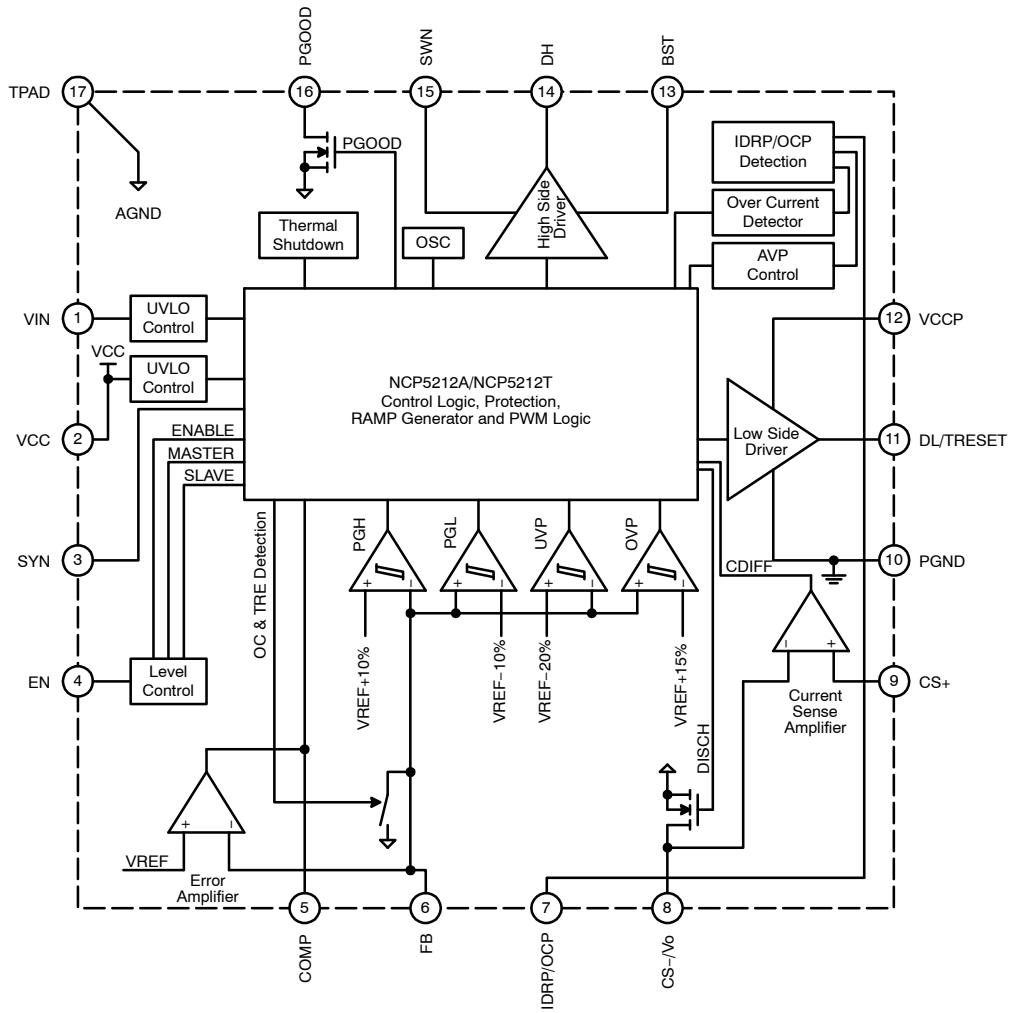 PGOOD
SWN
DH
BST
TPAD
17
16
15
14
13
AGND
PGOOD
Thermal
Shutdown
OSC
High Side
Driver
IDRP/OCP
Detection
Over Current
Detector
AVP
Control
VIN
1
UVLO
Control
VCC
UVLO
Control
VCC
2
ENABLE
MASTER
SLAVE
NCP5212A/NCP5212T
Control Logic, Protection,
RAMP Generator and PWM Logic
12
VCCP
Low Side
Driver
11
DL/TRESET
SYN
3
OC & TRE Detection
PGH
PGL
UVP
OVP
+
−
+
−
+
−
+
−
CDIFF
10
PGND
VREF+10%
VREF−10%
VREF−20%
VREF+15%
−
+
EN
4
Level
Control
9
CS+
Current
Sense
Amplifier
DISCH
+
−
VREF
Error
Amplifier
5
6
7
8
COMP
FB
IDRP/OCP
CS−/Vo